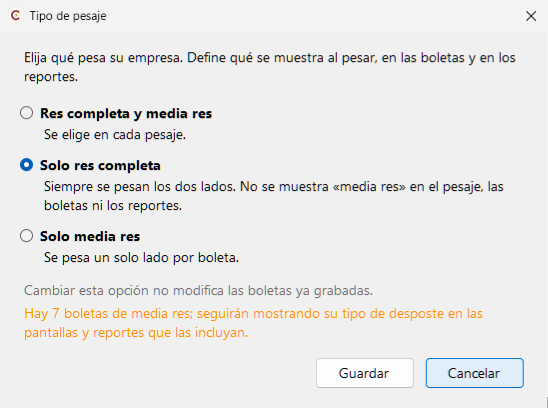 Tipo de pesaje
Elija qué pesa su empresa. Define qué se muestra al pesar, en las boletas y en los
reportes.
Res completa y media res
Se elige en cada pesaje.
Solo res completa
Siempre se pesan los dos lados. No se muestra «media res» en el pesaje, las
boletas ni los reportes.
Solo media res
Se pesa un solo lado por boleta.
Cambiar esta opción no modifica las boletas ya grabadas.
Hay 7 boletas de media res; seguirán mostrando su tipo de desposte en las
pantallas y reportes que las incluyan.
Guardar
Cancelar